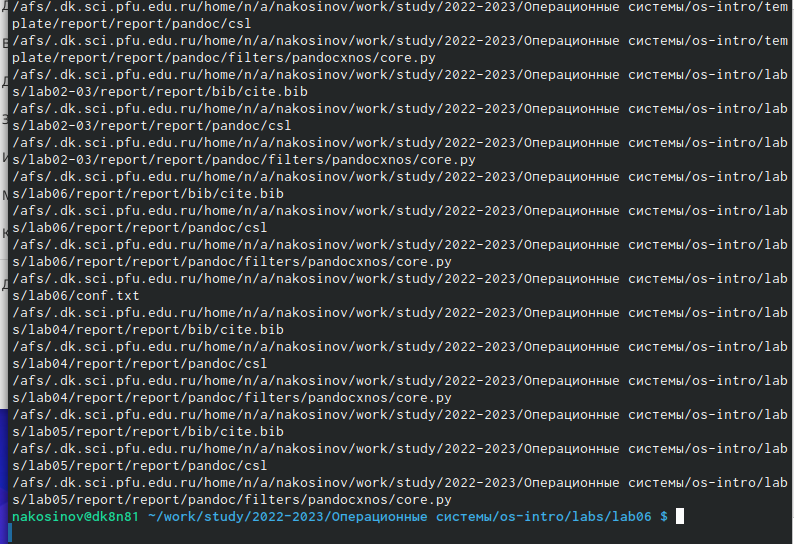 /afs/.dk.sci.pfu.edu.ru/home/n/a/nakosinov/work/study/2022-2023/Операционные системы/os-intro/tem
plate/report/report/pandoc/csl
/afs/.dk.sci.pfu.edu.ru/home/n/a/nakosinov/work/study/2022-2023/Операционные системы/os-intro/tem
plate/report/report/pandoc/filters/pandocxnos/core.py
/afs/.dk.sci.pfu.edu.ru/home/n/a/nakosinov/work/study/2022-2023/Операционные системы/os-intro/lab
s/lab02-03/report/report/bib/cite.bib
/afs/.dk.sci.pfu.edu.ru/home/n/a/nakosinov/work/study/2022-2023/Операционные системы/os-intro/lab
s/lab02-03/report/report/pandoc/csl
/afs/.dk.sci.pfu.edu.ru/home/n/a/nakosinov/work/study/2022-2023/Операционные системы/os-intro/lab
s/lab02-03/report/report/pandoc/filters/pandocxnos/core.py
/afs/.dk.sci.pfu.edu.ru/home/n/a/nakosinov/work/study/2022-2023/Операционные системы/os-intro/lab
s/lab06/report/report/bib/cite.bib
/afs/.dk.sci.pfu.edu.ru/home/n/a/nakosinov/work/study/2022-2023/Операционные системы/os-intro/lab
s/lab06/report/report/pandoc/csl
/afs/.dk.sci.pfu.edu.ru/home/n/a/nakosinov/work/study/2022-2023/Операционные системы/os-intro/lab
s/lab06/report/report/pandoc/filters/pandocxnos/core.py
/afs/.dk.sci.pfu.edu.ru/home/n/a/nakosinov/work/study/2022-2023/Операционные системы/os-intro/lab
s/lab06/conf.txt
/afs/.dk.sci.pfu.edu.ru/home/n/a/nakosinov/work/study/2022-2023/Операционные системы/os-intro/lab
s/lab04/report/report/bib/cite.bib
/afs/.dk.sci.pfu.edu.ru/home/n/a/nakosinov/work/study/2022-2023/Операционные системы/os-intro/lab
s/lab04/report/report/pandoc/csl
/afs/.dk.sci.pfu.edu.ru/home/n/a/nakosinov/work/study/2022-2023/Операционные системы/os-intro/lab
s/lab04/report/report/pandoc/filters/pandocxnos/core.py
/afs/.dk.sci.pfu.edu.ru/home/n/a/nakosinov/work/study/2022-2023/Операционные системы/os-intro/lab
s/lab05/report/report/bib/cite.bib
/afs/.dk.sci.pfu.edu.ru/home/n/a/nakosinov/work/study/2022-2023/Операционные системы/os-intro/lab
s/lab05/report/report/pandoc/csl
/afs/.dk.sci.pfu.edu.ru/home/n/a/nakosinov/work/study/2022-2023/Операционные системы/os-intro/lab
s/lab05/report/report/pandoc/filters/pandocxnos/core.py
nakosinov@dk8n81 ~/work/study/2022-2023/Операционные системы/os-intro/labs/lab06 $